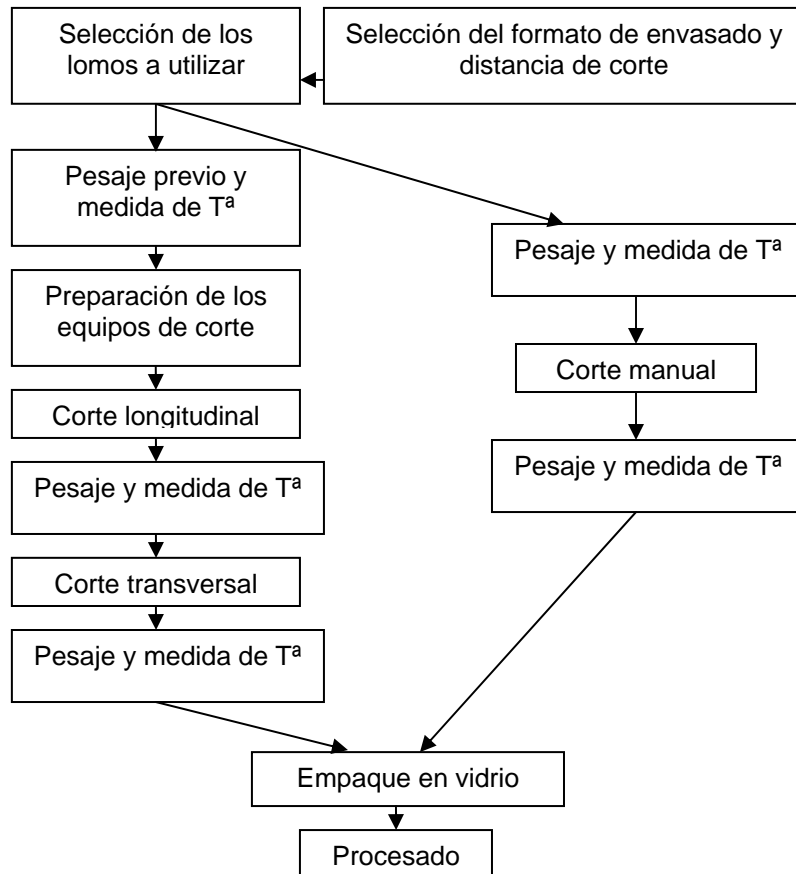 Selección de los
lomos a utilizar
Selección del formato de envasado y
distancia de corte
Pesaje previo y
medida de Tª
Preparación de los
equipos de corte
Corte longitudinal
Pesaje y medida de Tª
Corte transversal
Pesaje y medida de Tª
Pesaje y medida de Tª
Corte manual
Pesaje y medida de Tª
Empaque en vidrio
Procesado